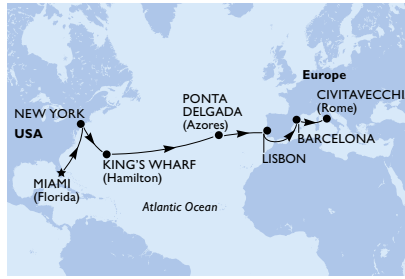 Europe
CIVITAVECCHI
(Rome)
PONTA
DELGADA
(Azores)
NEW YORK
USA
BARCELONA
LISBON
KING'S WHARF
(Hamilton)
MIAMI
(Florida)
Atlantic Ocean